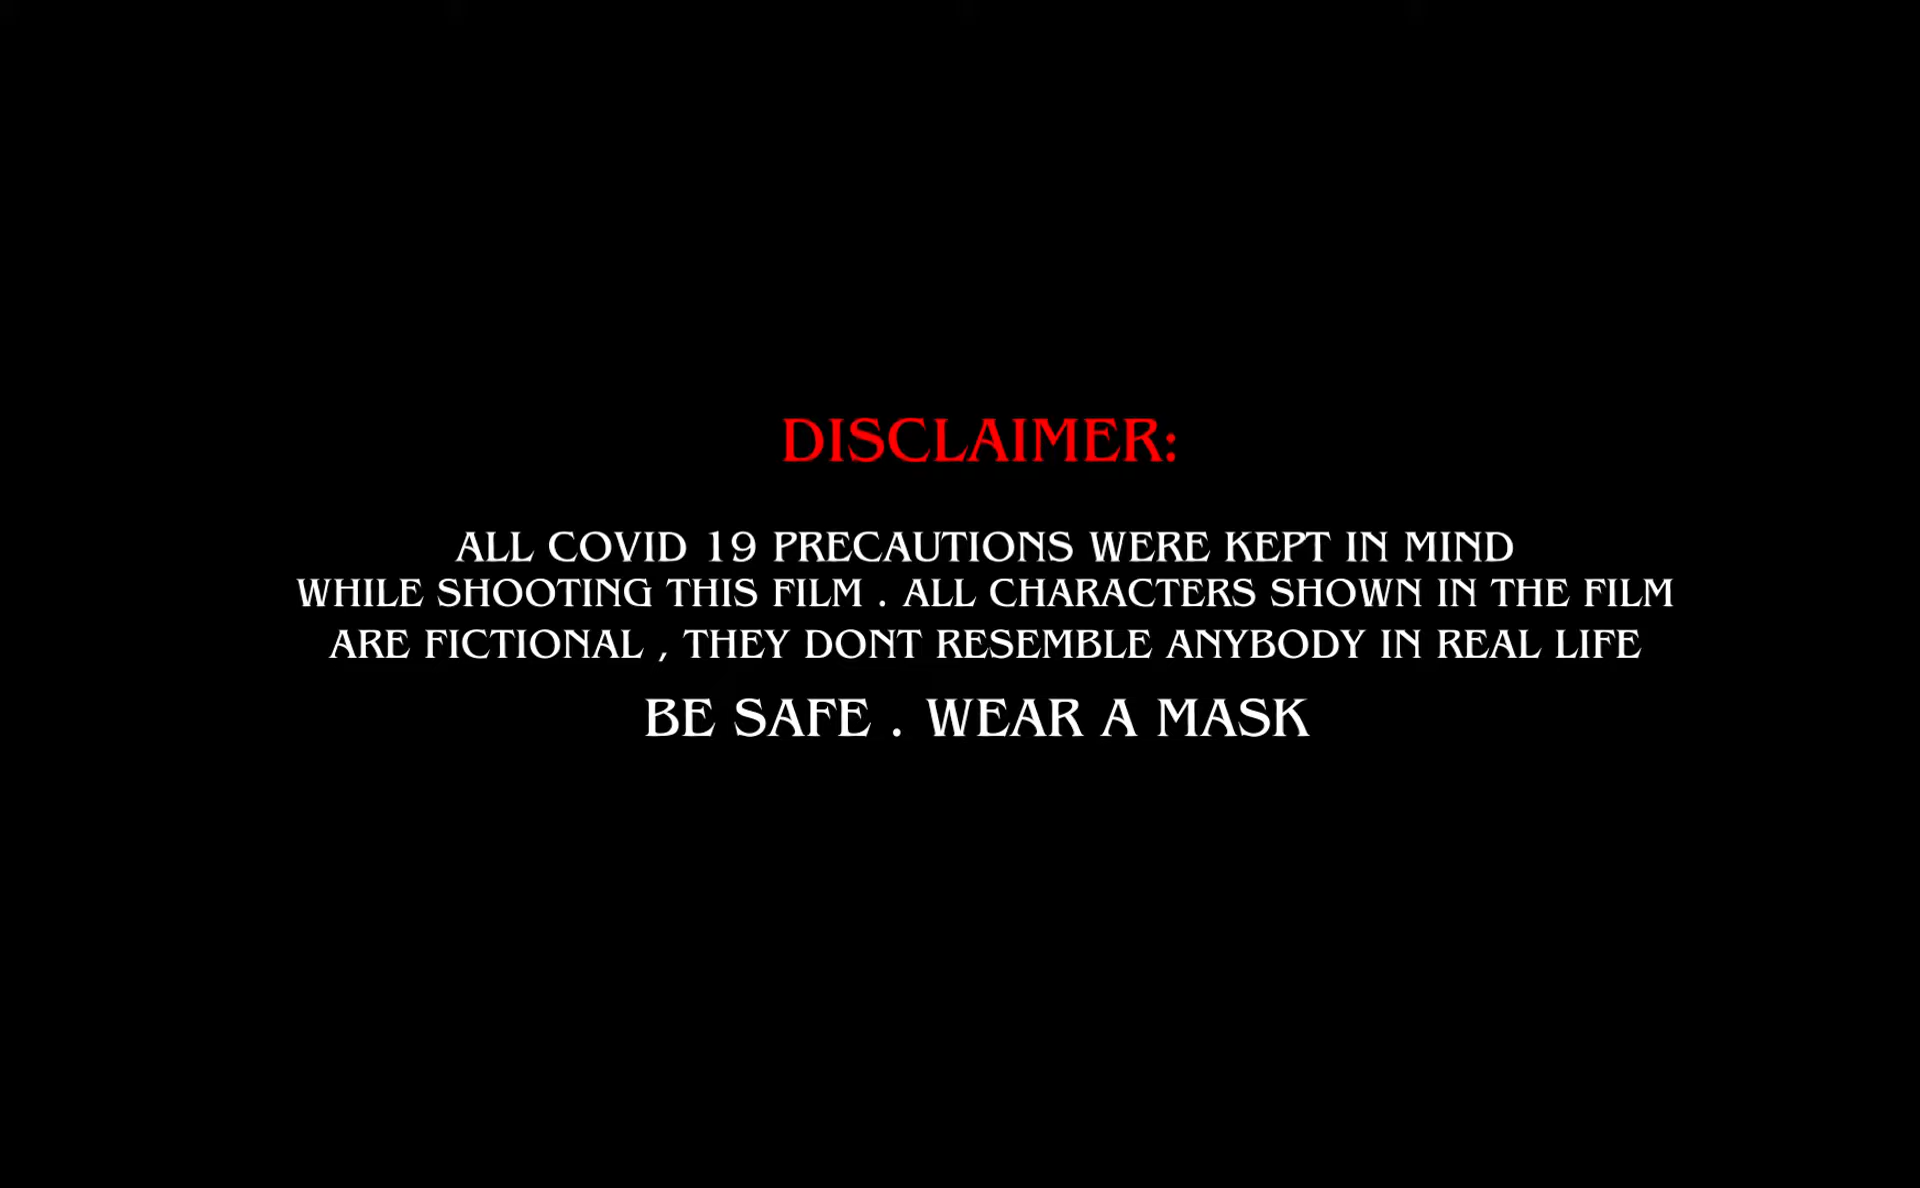 DISCLAIMER:
ALL COVID 19 PRECAUTIONS WERE KEPT IN MIND
WHILE SHOOTING THIS FILM . ALL CHARACTERS SHOWN IN THE FILM
ARE FICTIONAL , THEY DONT RESEMBLE ANYBODY IN REAL LIFE
BE SAFE . WEAR A MASK